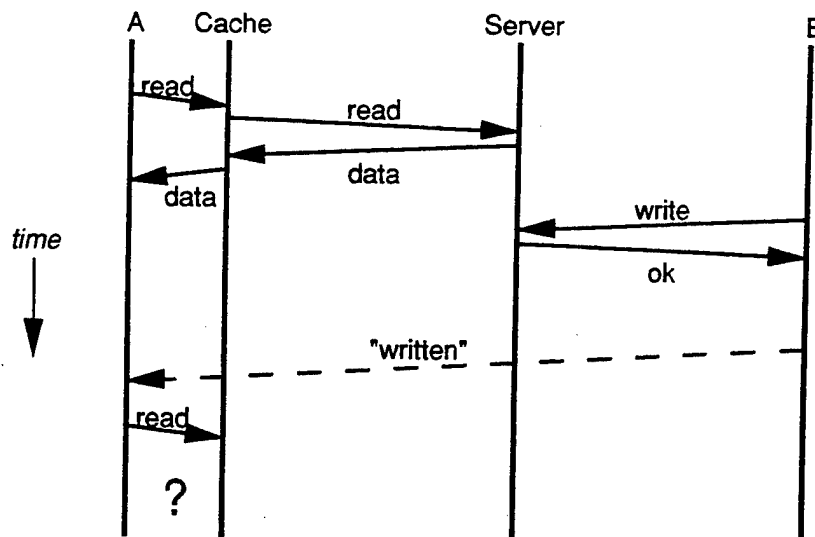 A Cache Server B
read
read
data
data
write
time
ok
"written"
read
?